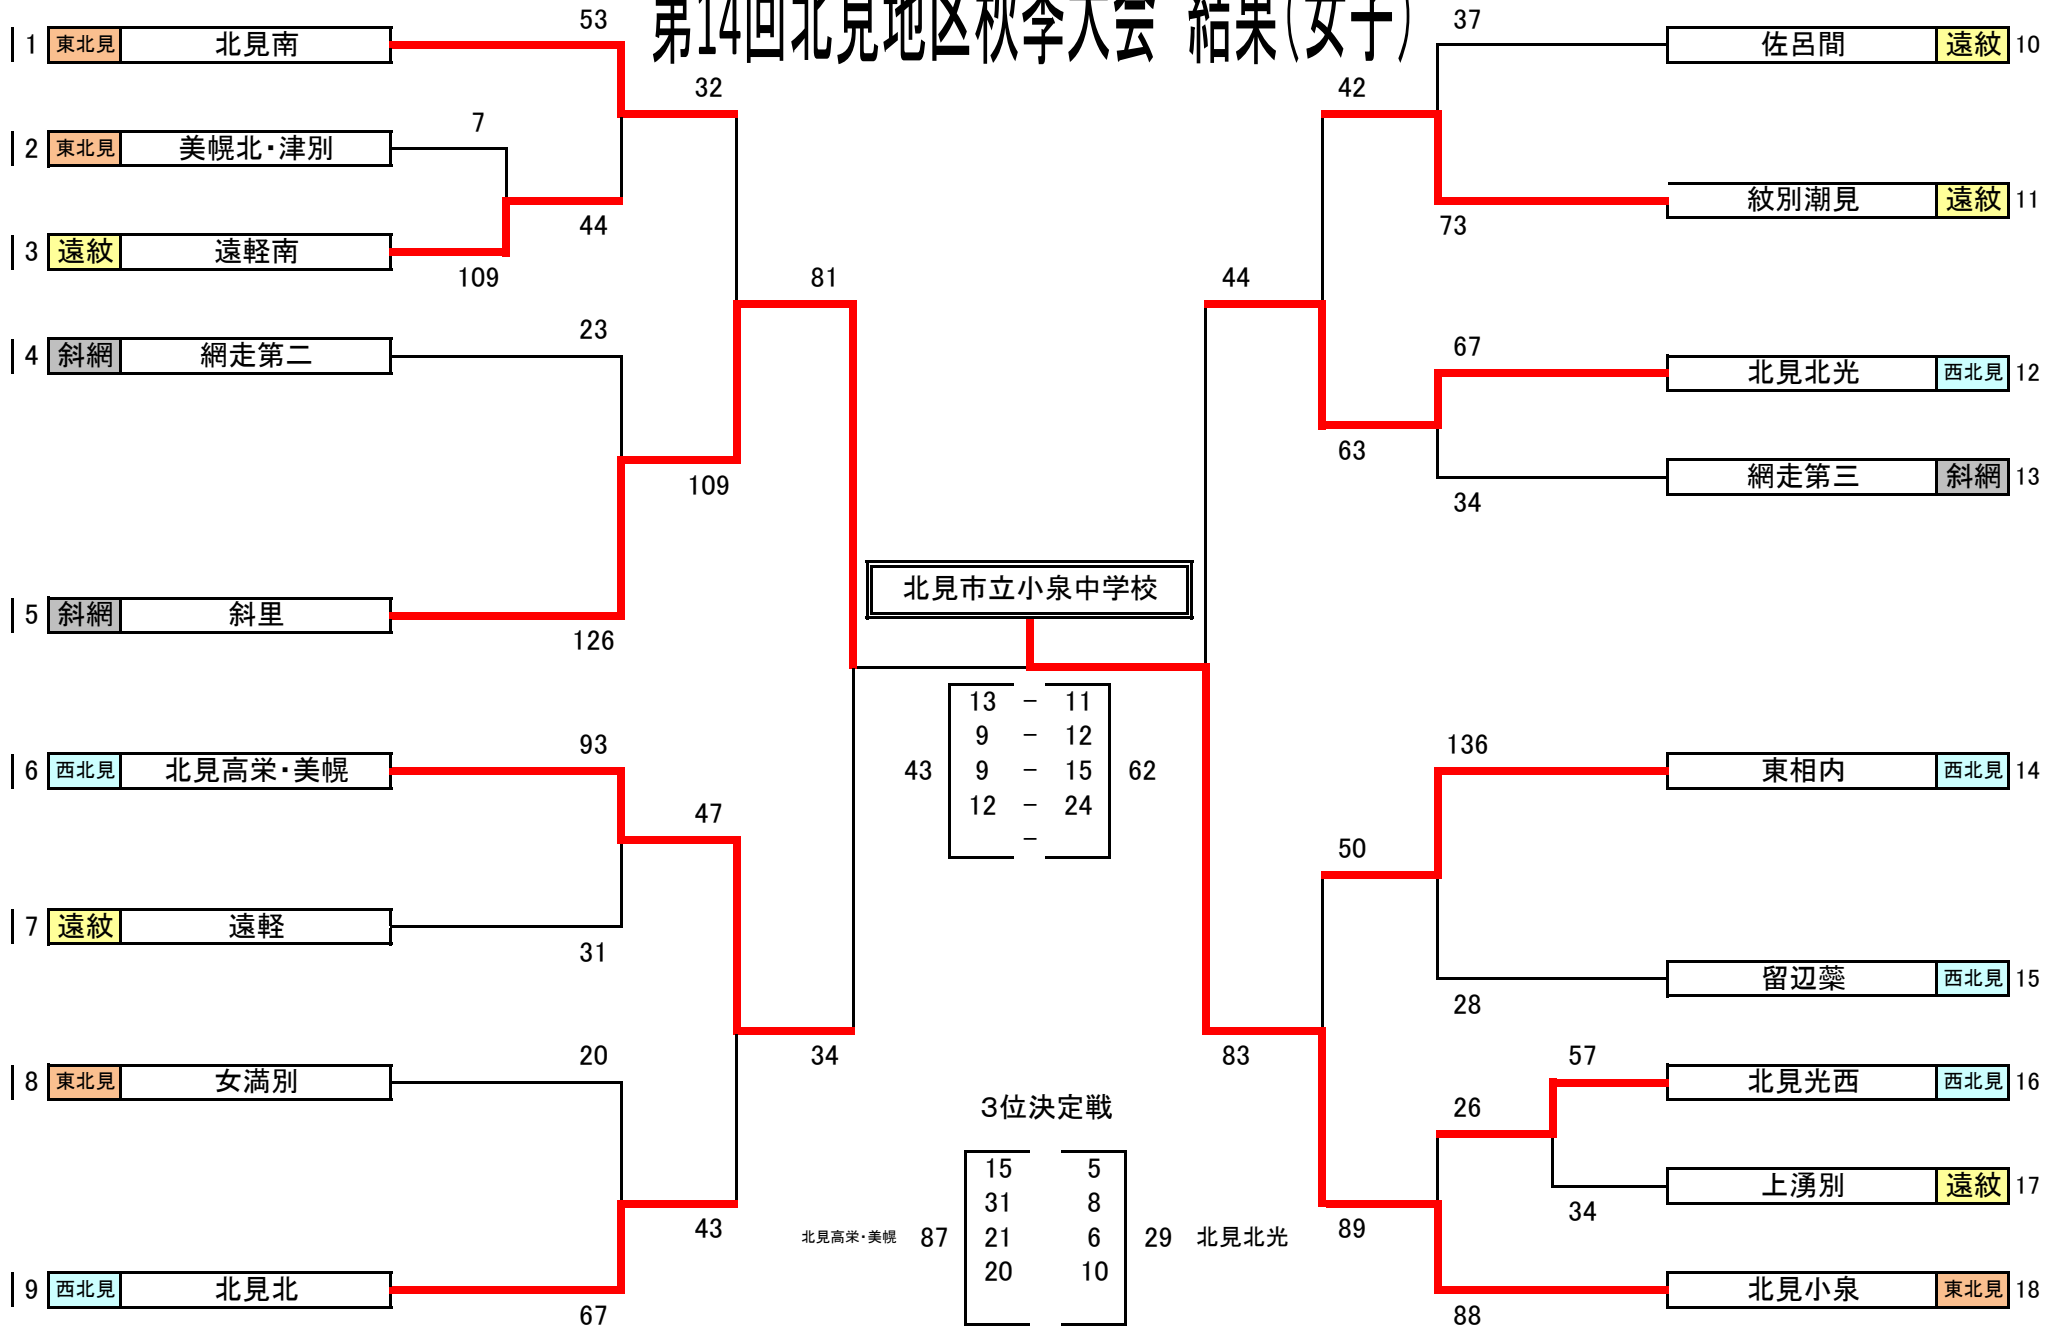 第14回北見地区秋季大会 結果(女子)
1 東北見 北見南 53
2 東北見 美幌北・津別 7
3 遠紋 遠軽南 109
44
32
4 斜網 網走第二 23
5 斜網 斜里 126
109
81
6 西北見 北見高栄・美幌 93
7 遠紋 遠軽 31
47
8 東北見 女満別 20
9 西北見 北見北 67
43
34
北見市立小泉中学校
13 - 11
9 - 12
43 9 - 15 62
12 - 24
-
3位決定戦
15 5
31 8
北見高栄・美幌 87 21 6 29 北見北光
20 10
37 佐呂間 遠紋 10
73 紋別潮見 遠紋 11
42
67 北見北光 西北見 12
34 網走第三 斜網 13
63
44
136 東相内 西北見 14
28 留辺蘂 西北見 15
50
57 北見光西 西北見 16
34 上湧別 遠紋 17
26
88 北見小泉 東北見 18
89
83